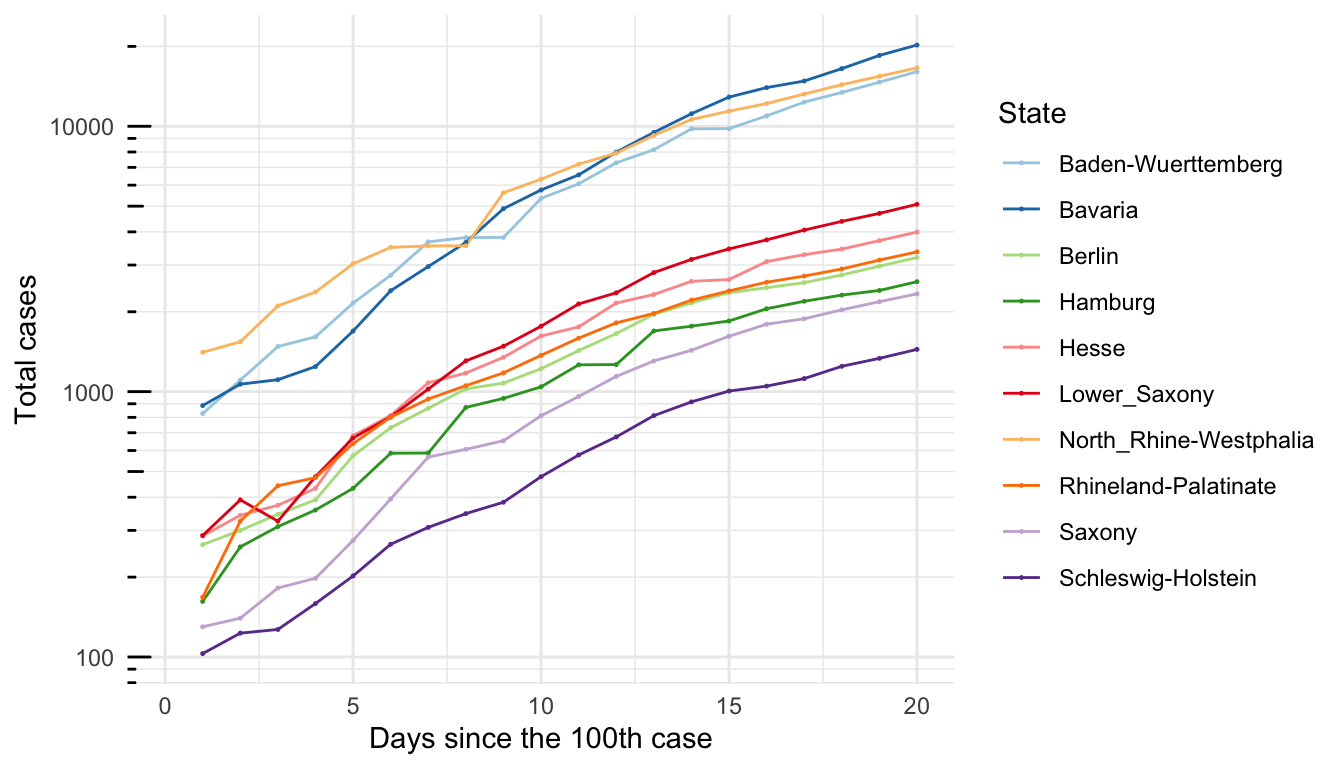 Total cases
10000
1000
100
0 5 10 15 20
Days since the 100th case
State
Baden-Wuerttemberg
Bavaria
Berlin
Hamburg
Hesse
Lower_Saxony
North_Rhine-Westphalia
Rhineland-Palatinate
Saxony
Schleswig-Holstein